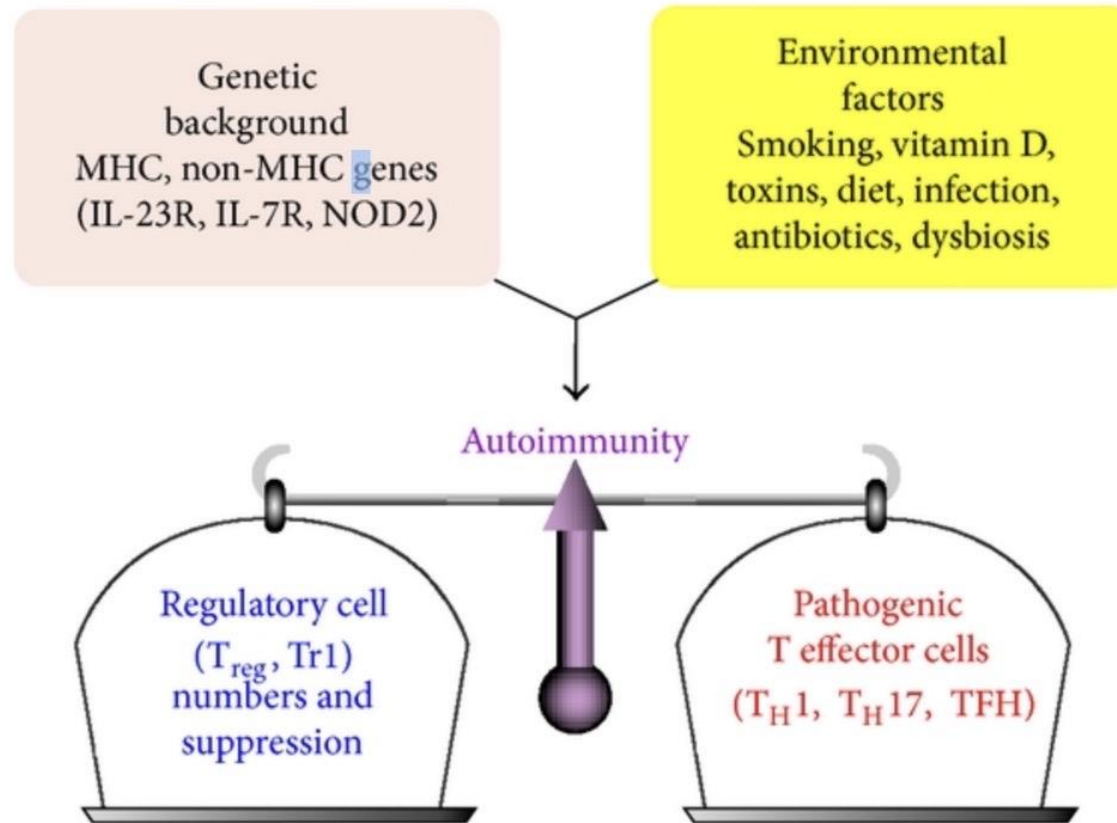 Genetic
background
MHC, non-MHC genes
(IL-23R, IL-7R, NOD2)
Environmental
factors
Smoking, vitamin D,
toxins, diet, infection,
antibiotics, dysbiosis
Autoimmunity
Regulatory cell
(Treg, Tr1)
numbers and
suppression
Pathogenic
T effector cells
(TH1, TH17, TFH)